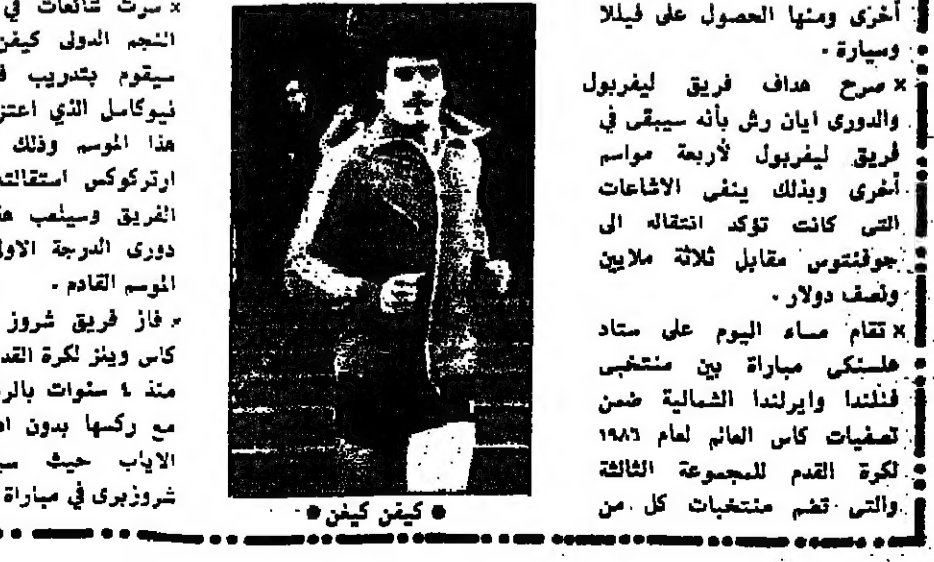 أخرى ومنها الحصول على فيللا
وسيارة .
× صرح هداف فريق ليفربول
والدورى ايان رش بأنه سيبقى في
فريق ليفربول لأربعة مواسم
أخرى وبذلك ينفى الاشاعات
التى كانت تؤكد انتقاله الى
جوفنتوس مقابل ثلاثة ملايين
ونصف دولار .
× تقام مساء اليوم على ستاد
هلسنكى مباراة بين منتخبى
فنلندا وايرلندا الشمالية ضمن
تصفيات كاس العالم لعام ١٩٨٦
لكرة القدم للمجموعة الثالثة
والتى تضم منتخبات كل من
● كيفن كيغن ●
× سرت شائعات في
النجم الدولى كيفن
سيقوم بتدريب
نيوكاسل الذي اعتز
هذا الموسم وذلك
ارتركوكس استقالت
الفريق وسيلعب
دورى الدرجة الاول
الموسم القادم .
× فاز فريق شروز
كاس ويلز لكرة القد
منذ ٤ سنوات بالر
مع ركسها بدون
الاياب حيث سب
شروزبرى في مباراة